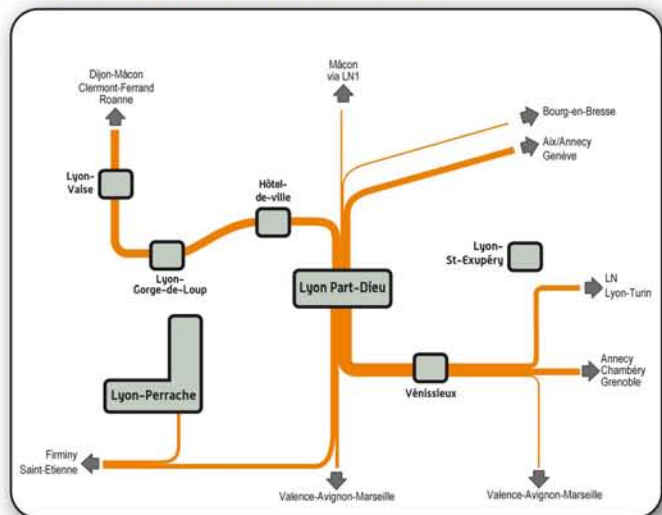 Dijon-Mâcon
Clermont-Ferrand
Roanne
Mâcon
via LN1
Bourg-en-Bresse
Aix/Annecy
Genève
Lyon-
Vaise
Hôtel-
de-ville
Lyon-
Gorge-de-Loup
Lyon-
St-Exupéry
Lyon Part-Dieu
LN
Lyon-Turin
Lyon-Perrache
Vénissieux
Annecy
Chambéry
Grenoble
Firminy
Saint-Etienne
Valence-Avignon-Marseille
Valence-Avignon-Marseille